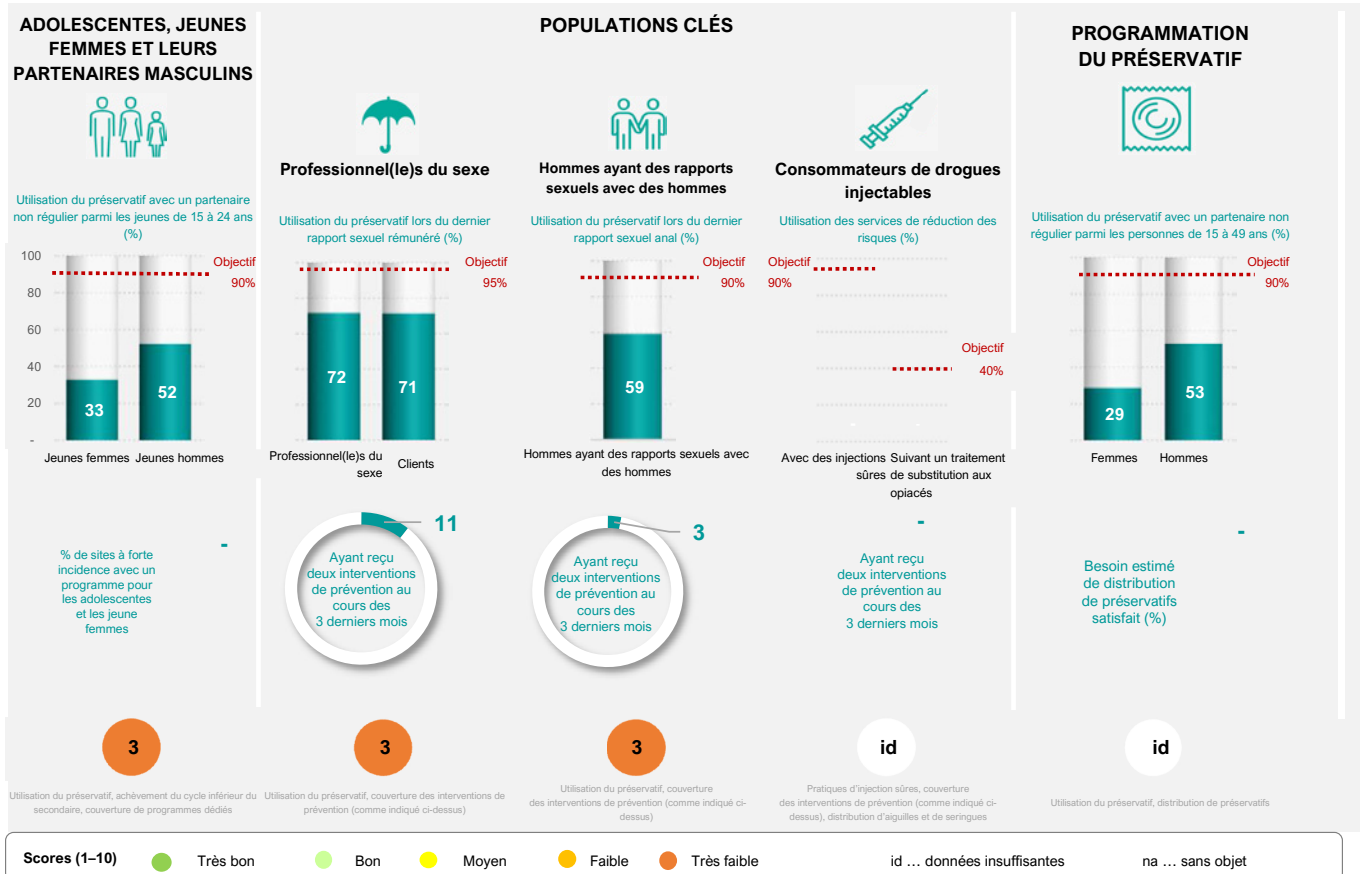 ADOLESCENTES, JEUNES
FEMMES ET LEURS
PARTENAIRES MASCULINS
Utilisation du préservatif avec un partenaire
non régulier parmi les jeunes de 15 à 24 ans
(%)
100
80
60
40
20
-
Objectif
90%
33
52
Jeunes femmes
Jeunes hommes
% de sites à forte
incidence avec un
programme pour
les adolescentes
et les jeune
femmes
-
3
Utilisation du préservatif, achèvement du cycle inférieur du
secondaire, couverture de programmes dédiés
POPULATIONS CLÉS
Professionnel(le)s du sexe
Utilisation du préservatif lors du dernier
rapport sexuel rémunéré (%)
Objectif
95%
72
71
Professionnel(le)s du
sexe
Clients
11
Ayant reçu
deux interventions
de prévention au
cours des
3 derniers mois
3
Utilisation du préservatif, couverture des interventions de
prévention (comme indiqué ci-dessus)
Hommes ayant des rapports
sexuels avec des hommes
Utilisation du préservatif lors du dernier
rapport sexuel anal (%)
Objectif
90%
59
Hommes ayant des rapports sexuels avec
des hommes
3
Ayant reçu
deux interventions
de prévention au
cours des
3 derniers mois
3
Utilisation du préservatif, couverture
des interventions de prévention (comme indiqué ci-
dessus)
Consommateurs de drogues
injectables
Utilisation des services de réduction des
risques (%)
Objectif
90%
Objectif
40%
-
-
Avec des injections
sûres
Suivant un traitement
de substitution aux
opiacés
-
Ayant reçu
deux interventions
de prévention au
cours des
3 derniers mois
id
Pratiques d'injection sûres, couverture
des interventions de prévention (comme indiqué ci-
dessus), distribution d'aiguilles et de seringues
PROGRAMMATION
DU PRÉSERVATIF
Utilisation du préservatif avec un partenaire non
régulier parmi les personnes de 15 à 49 ans (%)
Objectif
90%
29
53
Femmes
Hommes
-
Besoin estimé
de distribution
de préservatifs
satisfait (%)
id
Utilisation du préservatif, distribution de préservatifs
Scores (1–10) Très bon Bon Moyen Faible Très faible id … données insuffisantes na … sans objet